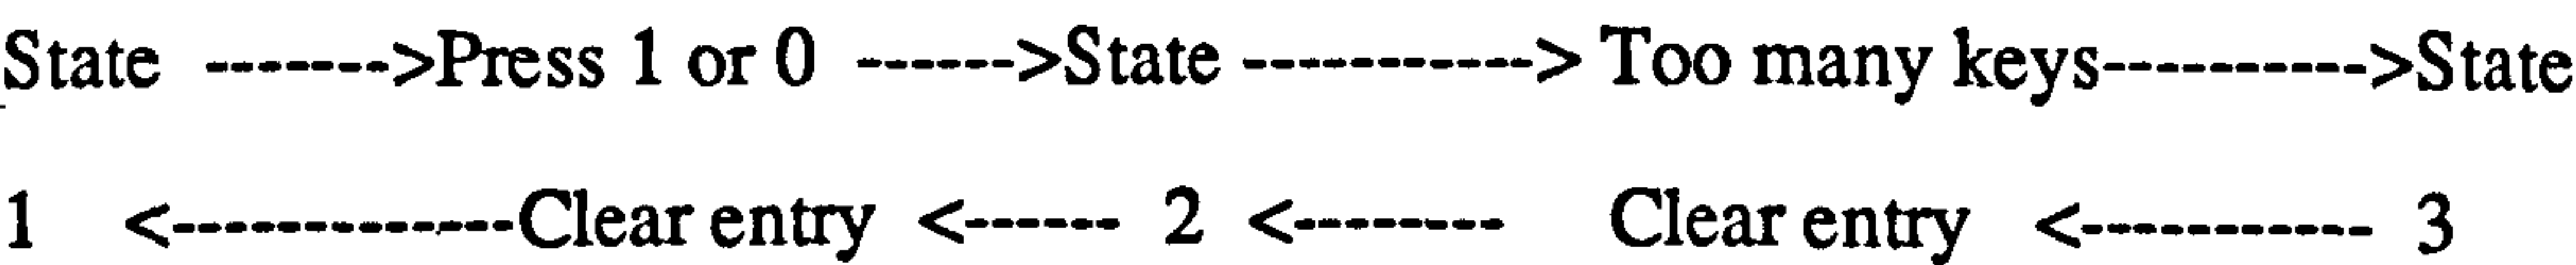 State ------->Press 1 or 0 ------>State -----------> Too many keys---------->State
1 <-------------Clear entry <------ 2 <-------- Clear entry <----------- 3